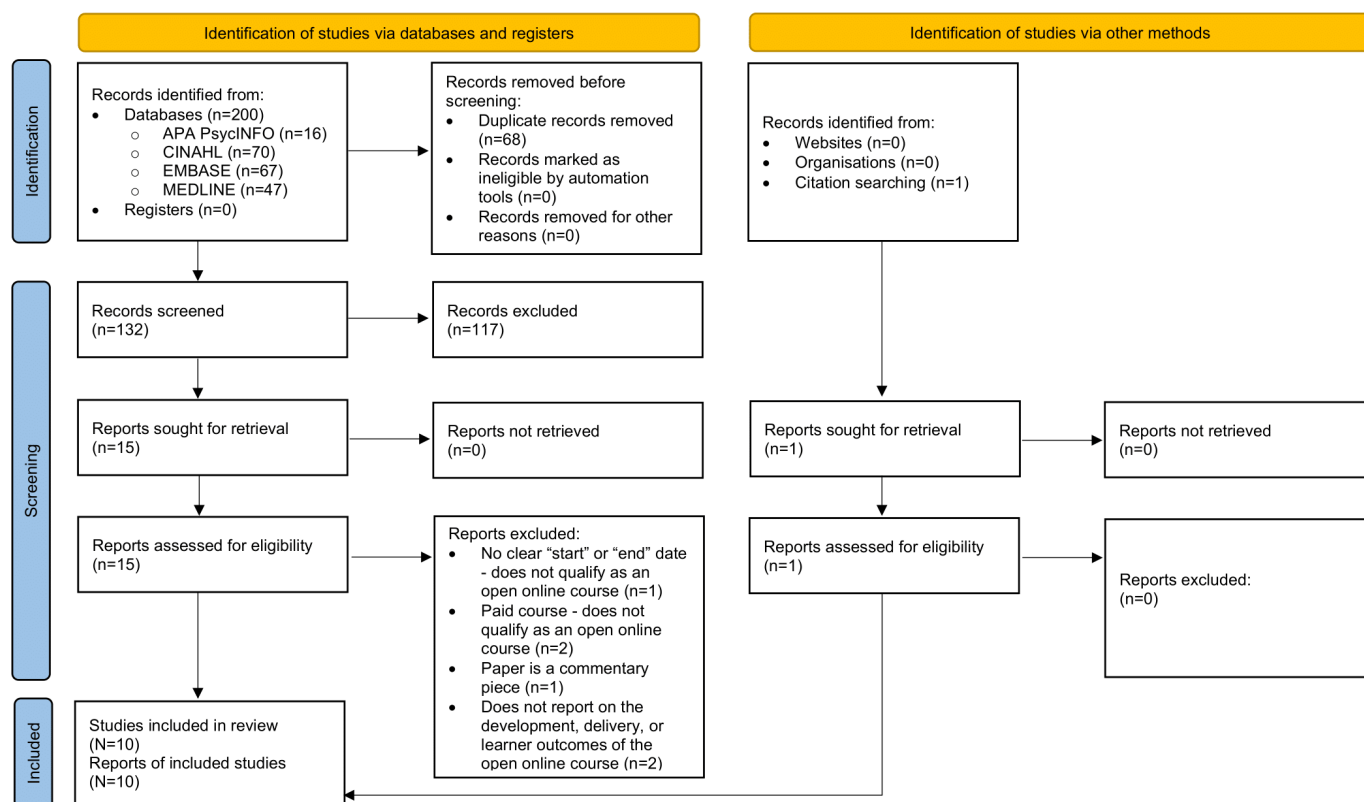 Identification of studies via databases and registers
Identification of studies via other methods
Identification
Records identified from:
• Databases (n=200)
o APA PsycINFO (n=16)
o CINAHL (n=70)
o EMBASE (n=67)
o MEDLINE (n=47)
• Registers (n=0)
Records removed before
screening:
• Duplicate records removed
(n=68)
• Records marked as
ineligible by automation
tools (n=0)
• Records removed for other
reasons (n=0)
Records identified from:
• Websites (n=0)
• Organisations (n=0)
• Citation searching (n=1)
Screening
Records screened
(n=132)
Records excluded
(n=117)
Reports sought for retrieval
(n=15)
Reports not retrieved
(n=0)
Reports sought for retrieval
(n=1)
Reports not retrieved
(n=0)
Reports assessed for eligibility
(n=15)
Reports excluded:
• No clear “start” or “end” date
- does not qualify as an
open online course (n=1)
• Paid course - does not
qualify as an open online
course (n=2)
• Paper is a commentary
piece (n=1)
• Does not report on the
development, delivery, or
learner outcomes of the
open online course (n=2)
Reports assessed for eligibility
(n=1)
Reports excluded:
(n=0)
Included
Studies included in review
(N=10)
Reports of included studies
(N=10)